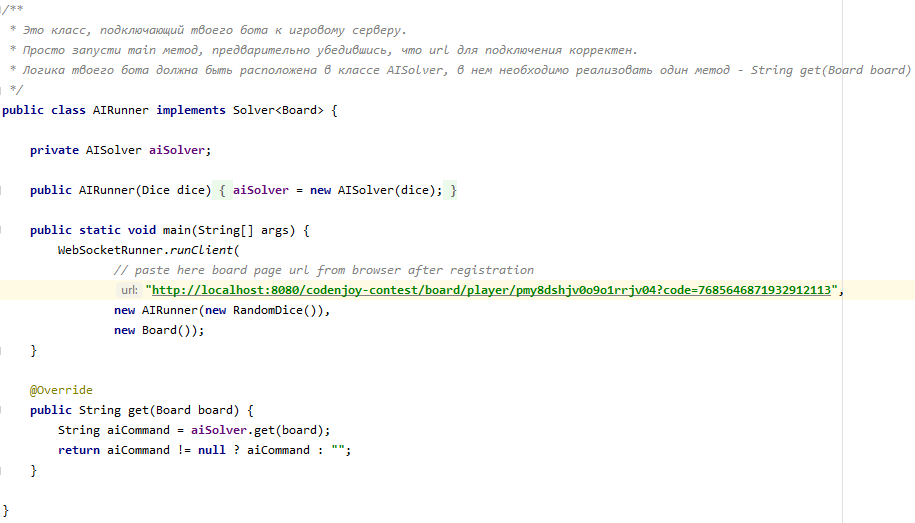 /**
 * Это класс, подключающий твоего бота к игровому серверу.
 * Просто запусти main метод, предварительно убедившись, что url для подключения корректен.
 * Логика твоего бота должна быть расположена в классе AISolver, в нем необходимо реализовать один метод - String get(Board board)
 */
public class AIRunner implements Solver<Board> {
    private AISolver aiSolver;
    public AIRunner(Dice dice) { aiSolver = new AISolver(dice); }
    public static void main(String[] args) {
        WebSocketRunner.runClient(
                // paste here board page url from browser after registration
                url: "http://localhost:8080/codenjoy-contest/board/player/pmy8dshjv0o9o1rrjv04?code=7685646871932912113",
                new AIRunner(new RandomDice()),
                new Board());
    }
    @Override
    public String get(Board board) {
        String aiCommand = aiSolver.get(board);
        return aiCommand != null ? aiCommand : "";
    }
}